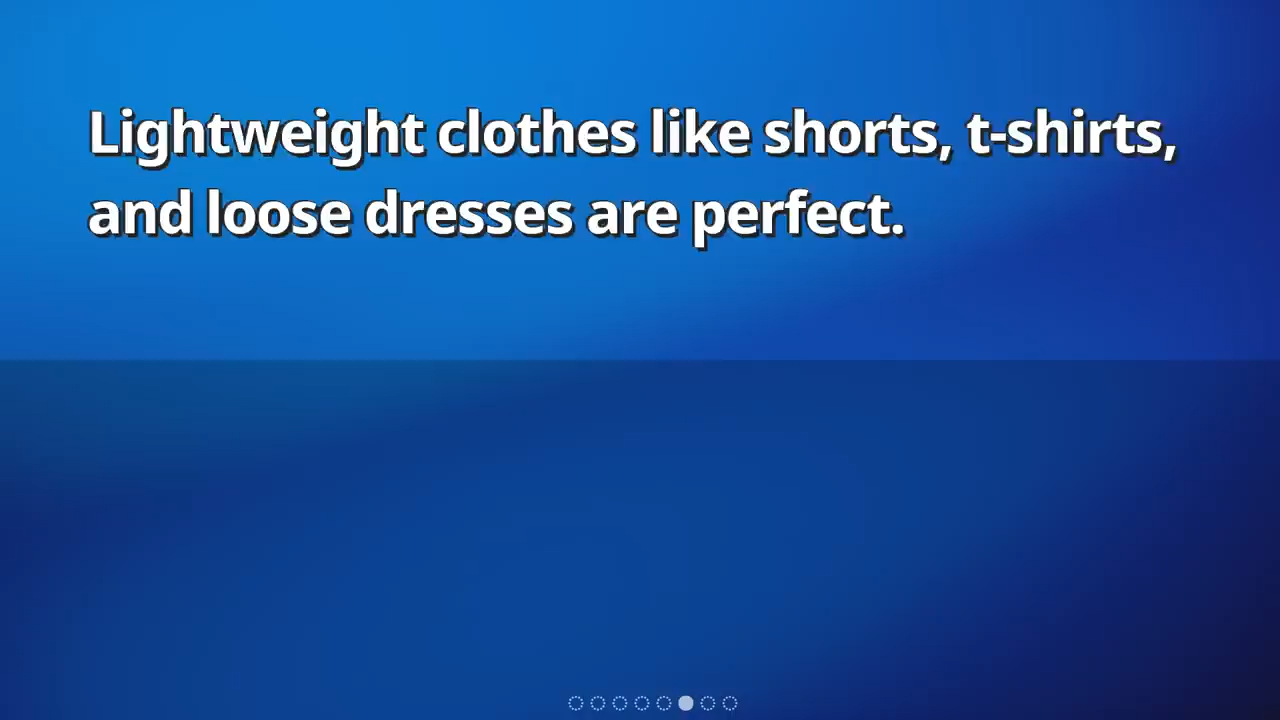 Lightweight clothes like shorts, t-shirts,
and loose dresses are perfect.